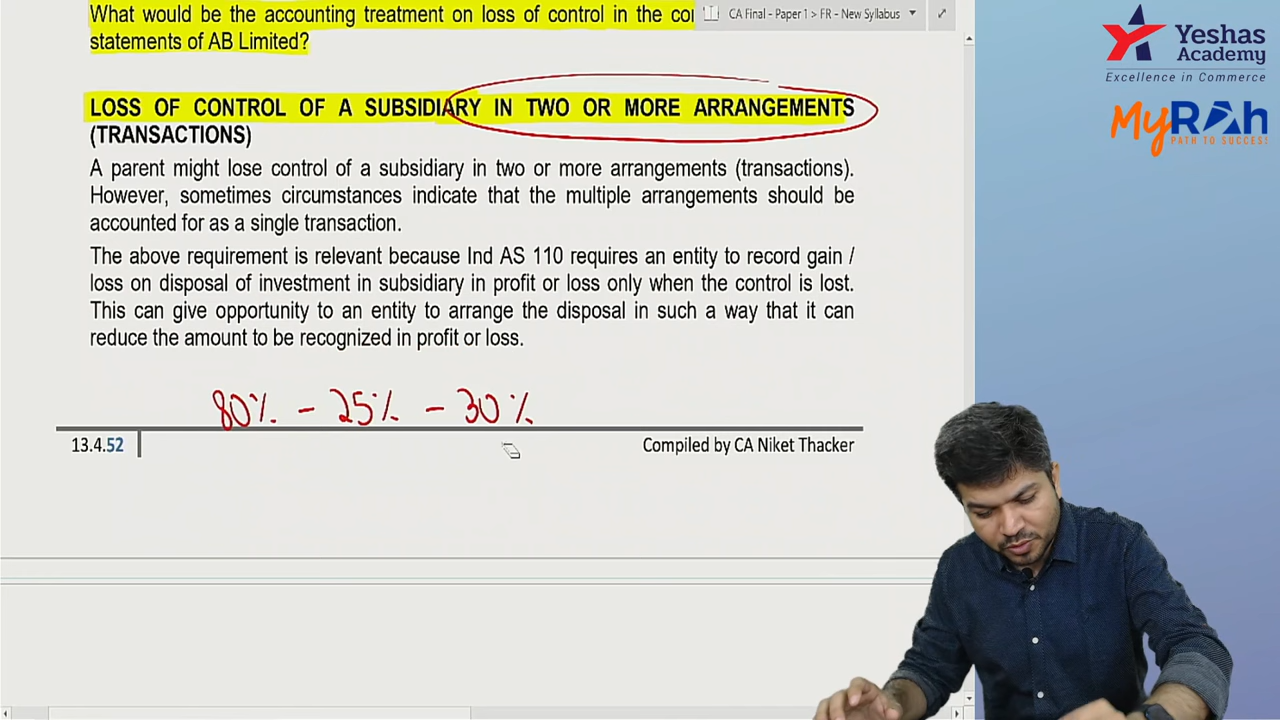 What would be the accounting treatment on loss of control in the
statements of AB Limited?
CA Final - Paper 1 > FR - New Syllabus
Yeshas
Academy
Excellence in Commerce
MyRAh
PATH TO SUCCESS
LOSS OF CONTROL OF A SUBSIDIARY IN TWO OR MORE ARRANGEMENTS
(TRANSACTIONS)
A parent might lose control of a subsidiary in two or more arrangements (transactions).
However, sometimes circumstances indicate that the multiple arrangements should be
accounted for as a single transaction.
The above requirement is relevant because Ind AS 110 requires an entity to record gain /
loss on disposal of investment in subsidiary in profit or loss only when the control is lost.
This can give opportunity to an entity to arrange the disposal in such a way that it can
reduce the amount to be recognized in profit or loss.
80% - 25% - 30%
13.4.52 Compiled by CA Niket Thacker